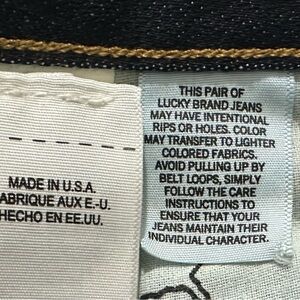 MADE IN U.S.A.
FABRIQUE AUX E.-U.
HECHO EN EE.UU.
THIS PAIR OF
LUCKY BRAND JEANS
MAY HAVE INTENTIONAL
RIPS OR HOLES. COLOR
MAY TRANSFER TO LIGHTER
COLORED FABRICS.
AVOID PULLING UP BY
BELT LOOPS, SIMPLY
FOLLOW THE CARE
INSTRUCTIONS TO
ENSURE THAT YOUR
JEANS MAINTAIN THEIR
INDIVIDUAL CHARACTER.